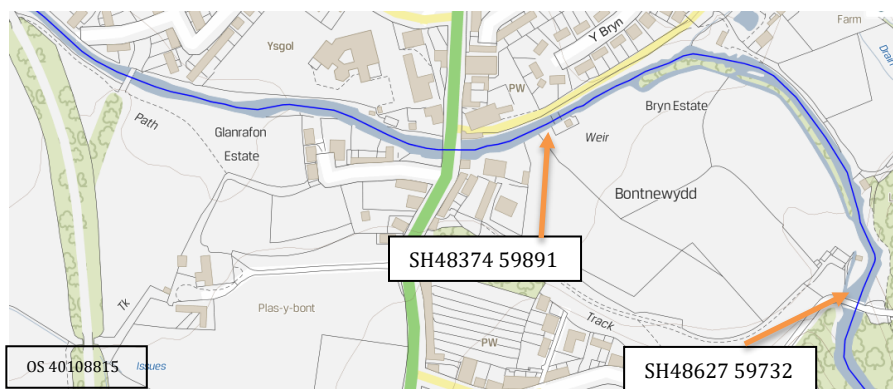 Farm
Y Bryn
Drain
Ysgol
PW
Bryn Estate
Path
Glanrafon
Estate
Weir
Bontnewydd
SH48374 59891
Plas-y-bont
Tk
Track
PW
OS 40108815
Issues
SH48627 59732